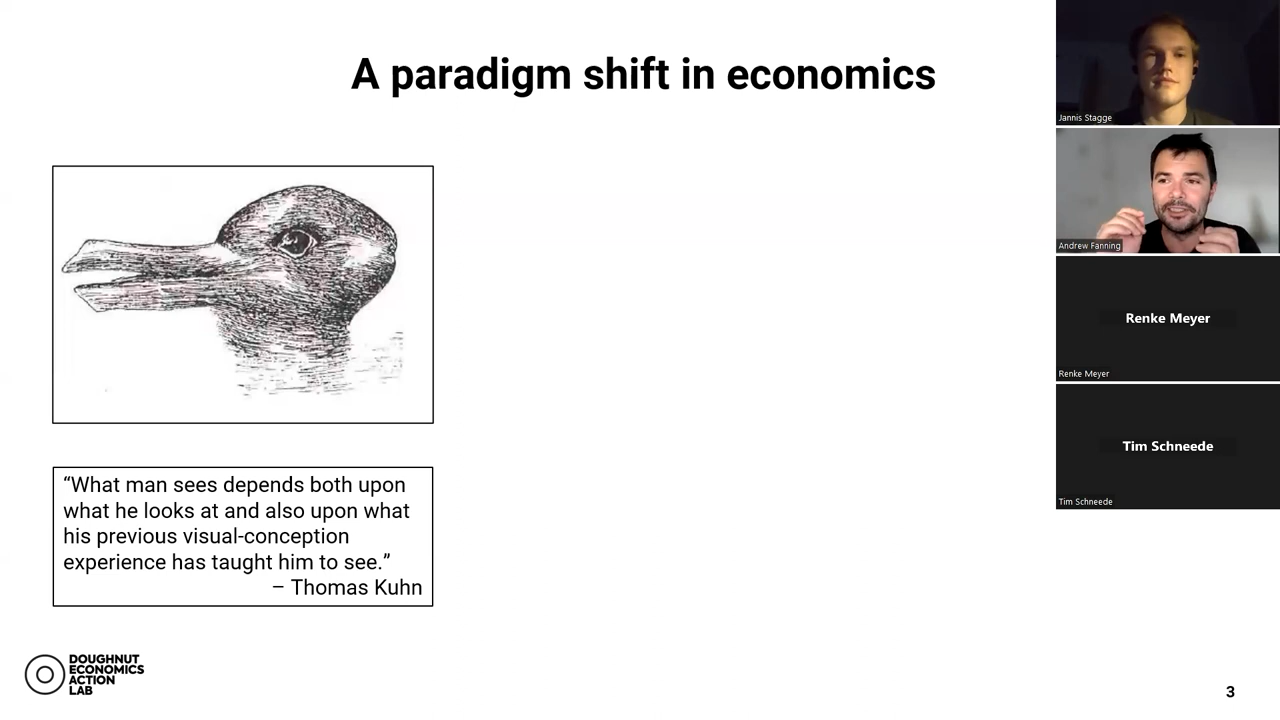 A paradigm shift in economics
“What man sees depends both upon
what he looks at and also upon what
his previous visual-conception
experience has taught him to see.”
– Thomas Kuhn
DOUGHNUT
ECONOMICS
ACTION
LAB
3
Jannis Stagge
Andrew Fanning
Renke Meyer
Renke Meyer
Tim Schneede
Tim Schneede